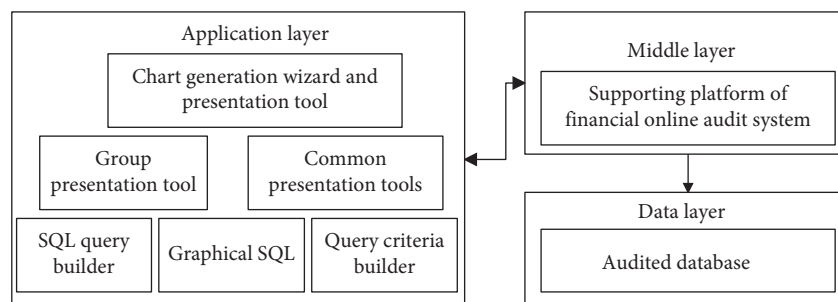 Application layer
Chart generation wizard and
presentation tool
Group
presentation tool
Common
presentation tools
SQL query
builder
Graphical SQL
Query criteria
builder
Middle layer
Supporting platform of
financial online audit system
Data layer
Audited database